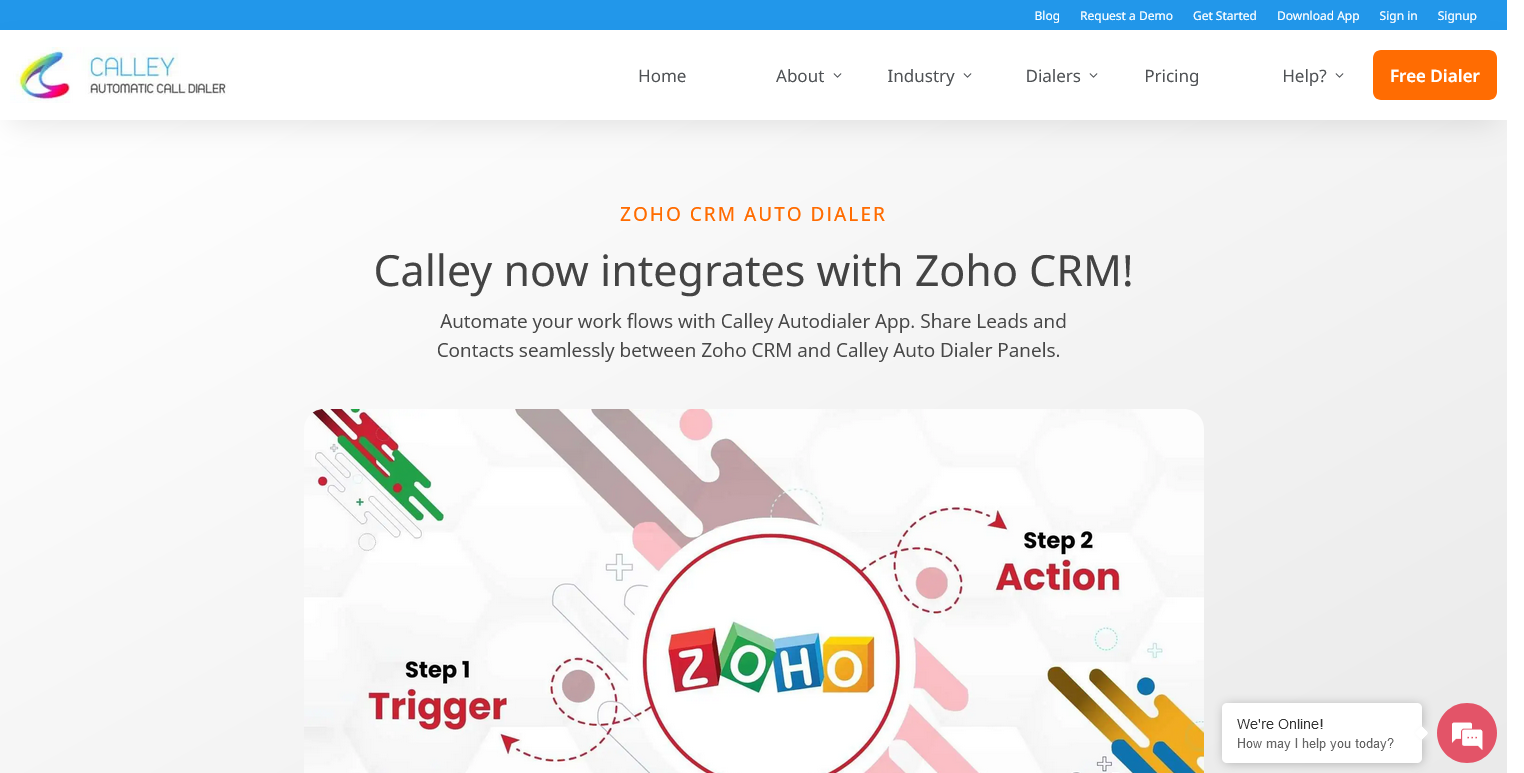 Blog Request a Demo Get Started Download App Sign in Signup
CALLEY
AUTOMATIC CALL DIALER
Home About Industry Dialers Pricing Help? Free Dialer
ZOHO CRM AUTO DIALER
Calley now integrates with Zoho CRM!
Automate your work flows with Calley Autodialer App. Share Leads and
Contacts seamlessly between Zoho CRM and Calley Auto Dialer Panels.
Step 2
Action
ZOHO
Step 1
Trigger
We're Online!
How may I help you today?